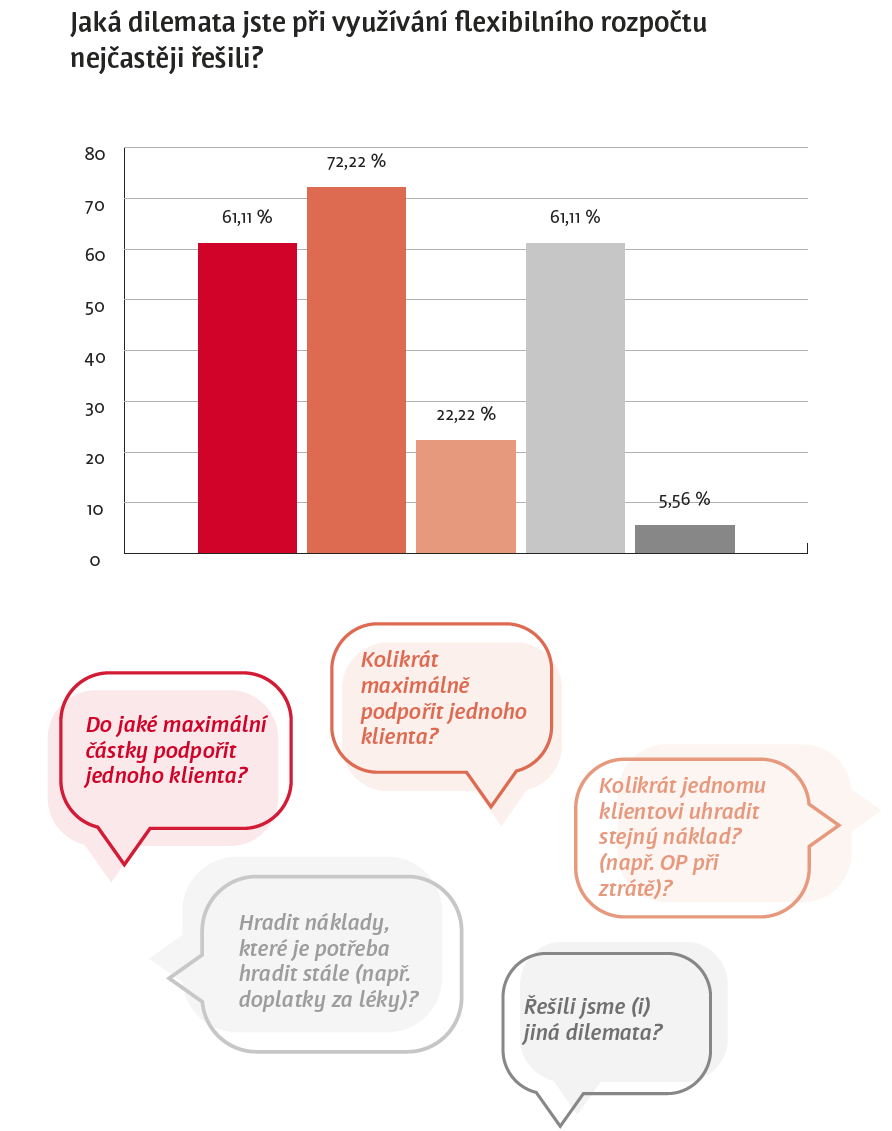 Jaká dilemata jste při využívání flexibilního rozpočtu
nejčastěji řešili?
80
70
60
50
40
30
20
10
0
61,11 %
72,22 %
22,22 %
61,11 %
5,56 %
Kolikrát
maximálně
podpořit jednoho
klienta?
Do jaké maximální
částky podpořit
jednoho klienta?
Kolikrát jednomu
klientovi uhradit
stejný náklad?
(např. OP při
ztrátě)?
Hradit náklady,
které je potřeba
hradit stále (např.
doplatky za léky)?
Řešili jsme (i)
jiná dilemata?